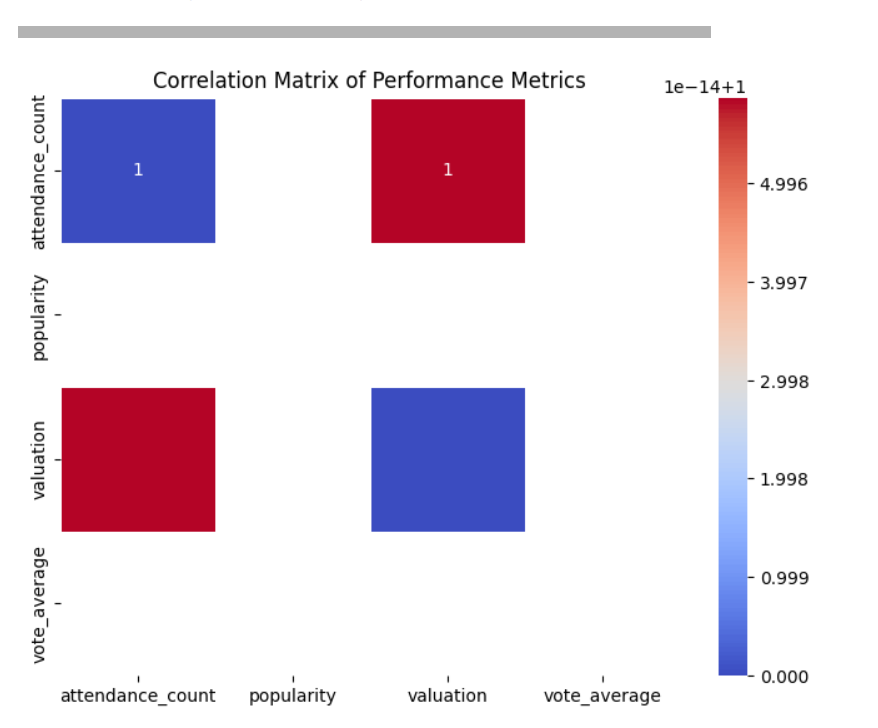 Correlation Matrix of Performance Metrics
1e−14+1
attendance_count
1
1
popularity
valuation
vote_average
4.996
3.997
2.998
1.998
0.999
0.000
attendance_count popularity valuation vote_average